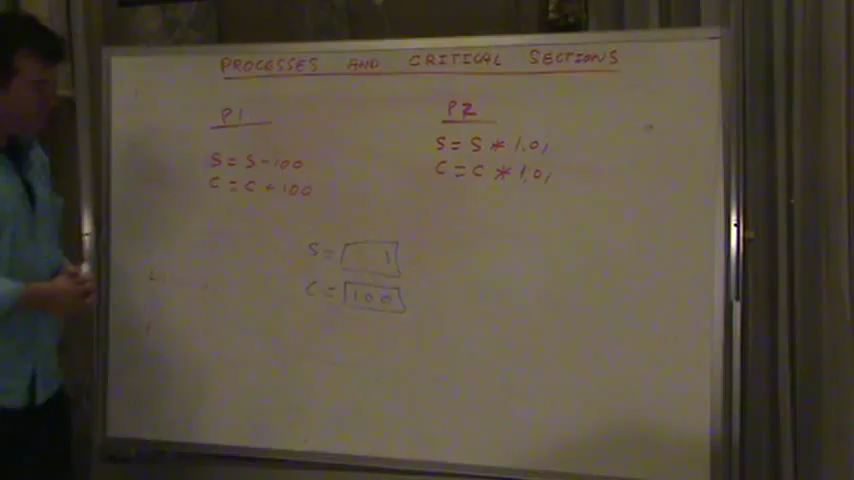 PROCESSES AND CRITICAL SECTIONS
P1
S = S - 100
C = C + 100
P2
S = S * 1.01
C = C * 1.01
S = 1
C = 100